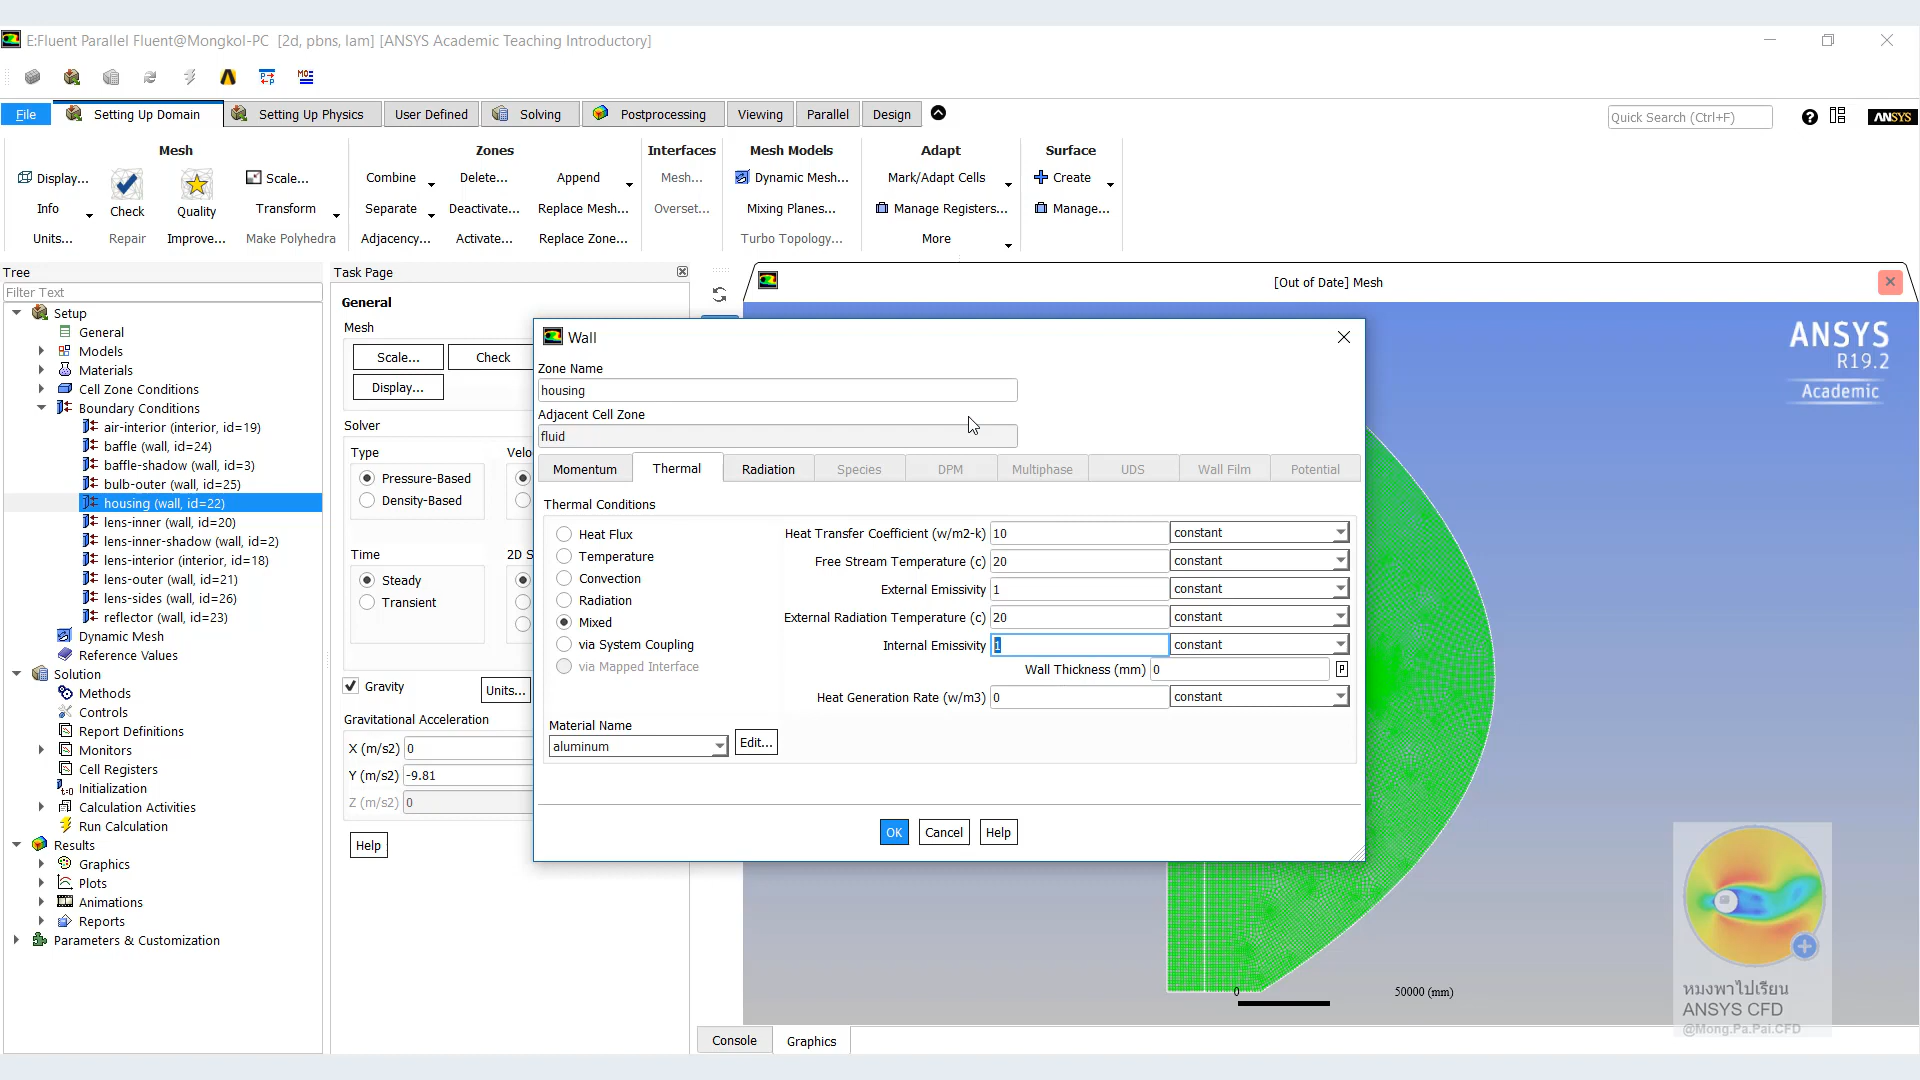 E:Fluent Parallel Fluent@Mongkol-PC [2d, pbns, lam] [ANSYS Academic Teaching Introductory]
File
Setting Up Domain
Setting Up Physics
User Defined
Solving
Postprocessing
Viewing
Parallel
Design
Quick Search (Ctrl+F)
ANSYS
Mesh
Zones
Interfaces
Mesh Models
Adapt
Surface
Display...
Scale...
Combine
Delete...
Append
Mesh...
Dynamic Mesh...
Mark/Adapt Cells
Create
Info
Check
Quality
Transform
Separate
Deactivate...
Replace Mesh...
Overset...
Mixing Planes...
Manage Registers...
Manage...
Units...
Repair
Improve...
Make Polyhedra
Adjacency...
Activate...
Replace Zone...
Turbo Topology...
More
Tree
Filter Text
Setup
General
Models
Materials
Cell Zone Conditions
Boundary Conditions
air-interior (interior, id=19)
baffle (wall, id=24)
baffle-shadow (wall, id=3)
bulb-outer (wall, id=25)
housing (wall, id=22)
lens-inner (wall, id=20)
lens-inner-shadow (wall, id=2)
lens-interior (interior, id=18)
lens-outer (wall, id=21)
lens-sides (wall, id=26)
reflector (wall, id=23)
Dynamic Mesh
Reference Values
Solution
Methods
Controls
Report Definitions
Monitors
Cell Registers
Initialization
Calculation Activities
Run Calculation
Results
Graphics
Plots
Animations
Reports
Parameters & Customization
Task Page
General
Mesh
Scale...
Check
Display...
Solver
Type
Velo
Pressure-Based
Density-Based
Time
2D S
Steady
Transient
Gravity
Units...
Gravitational Acceleration
X (m/s2) 0
Y (m/s2) -9.81
Z (m/s2) 0
Help
[Out of Date] Mesh
ANSYS
R19.2
Academic
Wall
Zone Name
housing
Adjacent Cell Zone
fluid
Momentum
Thermal
Radiation
Species
DPM
Multiphase
UDS
Wall Film
Potential
Thermal Conditions
Heat Flux
Temperature
Convection
Radiation
Mixed
via System Coupling
via Mapped Interface
Heat Transfer Coefficient (w/m2-k) 10 constant
Free Stream Temperature (c) 20 constant
External Emissivity 1 constant
External Radiation Temperature (c) 20 constant
Internal Emissivity 1 constant
Wall Thickness (mm) 0 P
Heat Generation Rate (w/m3) 0 constant
Material Name
aluminum
Edit...
OK
Cancel
Help
0
50000 (mm)
หมงพาไปเรียน
ANSYS CFD
@Mong.Pa.Pai.CFD
Console
Graphics